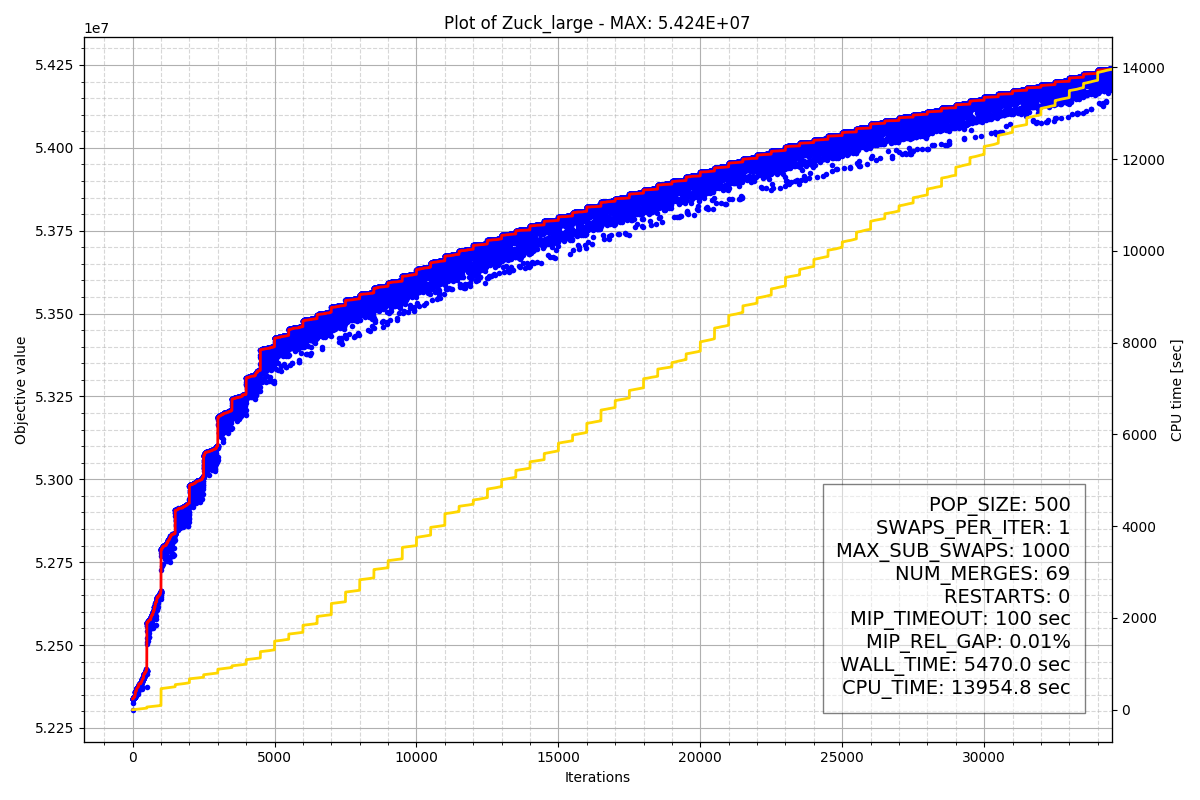 Plot of Zuck_large - MAX: 5.424E+07
1e7
5.425
5.400
5.375
5.350
5.325
5.300
5.275
5.250
5.225
Objective value
14000
12000
10000
8000
6000
4000
2000
0
CPU time [sec]
POP_SIZE: 500
SWAPS_PER_ITER: 1
MAX_SUB_SWAPS: 1000
NUM_MERGES: 69
RESTARTS: 0
MIP_TIMEOUT: 100 sec
MIP_REL_GAP: 0.01%
WALL_TIME: 5470.0 sec
CPU_TIME: 13954.8 sec
0 5000 10000 15000 20000 25000 30000
Iterations